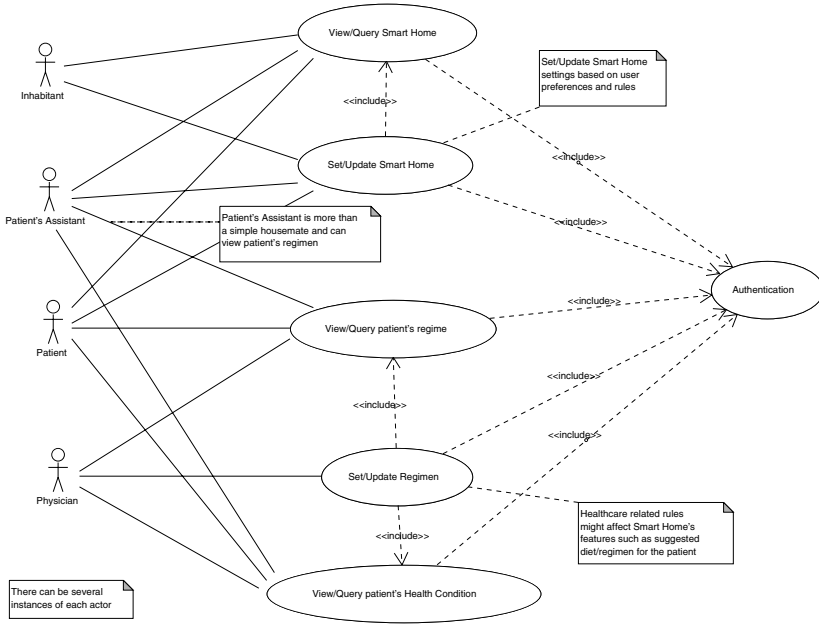 View/Query Smart Home
Inhabitant
<<include>>
Set/Update Smart Home
settings based on user
preferences and rules
Set/Update Smart Home
<<include>>
Patient's Assistant
Patient's Assistant is more than
a simple housemate and can
view patient's regimen
<<include>>
Authentication
<<include>>
View/Query patient's regime
Patient
<<include>>
<<include>>
<<include>>
Physician
Set/Update Regimen
Healthcare related rules
might affect Smart Home's
features such as suggested
diet/regimen for the patient
<<include>>
There can be several
instances of each actor
View/Query patient's Health Condition